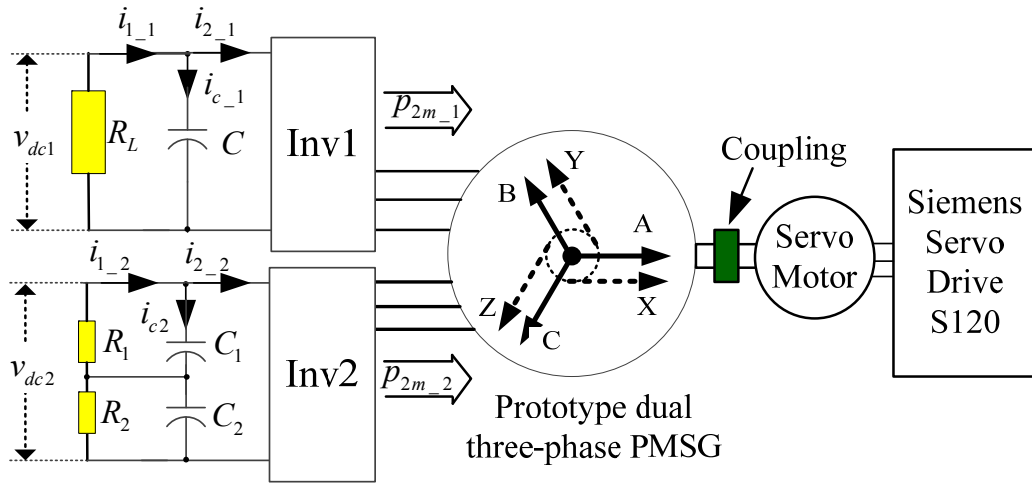 i1_1
i2_1
ic_1
vdc1
RL
C
Inv1
p2m_1
i1_2
i2_2
ic2
vdc2
R1
C1
R2
C2
Inv2
p2m_2
Y
B
A
Z
X
C
Prototype dual
three-phase PMSG
Coupling
Servo
Motor
Siemens
Servo
Drive
S120